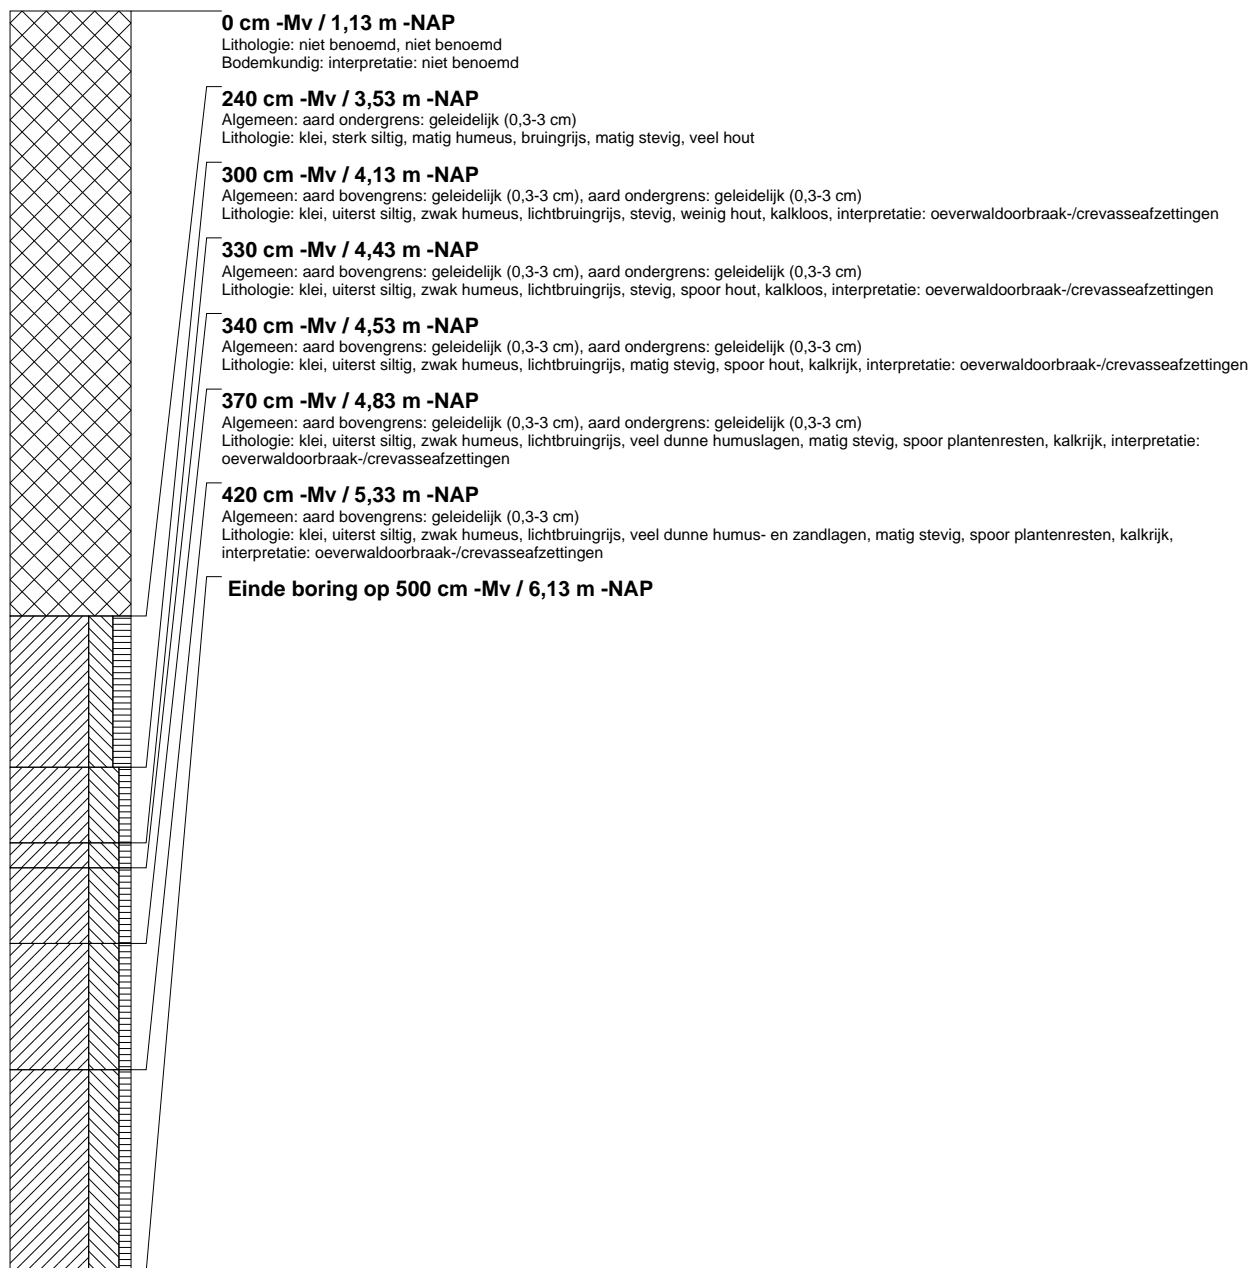 0 cm -Mv / 1,13 m -NAP
Lithologie: niet benoemd, niet benoemd
Bodemkundig: interpretatie: niet benoemd
240 cm -Mv / 3,53 m -NAP
Algemeen: aard ondergrens: geleidelijk (0,3-3 cm)
Lithologie: klei, sterk siltig, matig humeus, bruingrijs, matig stevig, veel hout
300 cm -Mv / 4,13 m -NAP
Algemeen: aard bovengrens: geleidelijk (0,3-3 cm), aard ondergrens: geleidelijk (0,3-3 cm)
Lithologie: klei, uiterst siltig, zwak humeus, lichtbruingrijs, stevig, weinig hout, kalkloos, interpretatie: oeverwaldoorbraak-/crevasseafzettingen
330 cm -Mv / 4,43 m -NAP
Algemeen: aard bovengrens: geleidelijk (0,3-3 cm), aard ondergrens: geleidelijk (0,3-3 cm)
Lithologie: klei, uiterst siltig, zwak humeus, lichtbruingrijs, stevig, spoor hout, kalkloos, interpretatie: oeverwaldoorbraak-/crevasseafzettingen
340 cm -Mv / 4,53 m -NAP
Algemeen: aard bovengrens: geleidelijk (0,3-3 cm), aard ondergrens: geleidelijk (0,3-3 cm)
Lithologie: klei, uiterst siltig, zwak humeus, lichtbruingrijs, matig stevig, spoor hout, kalkrijk, interpretatie: oeverwaldoorbraak-/crevasseafzettingen
370 cm -Mv / 4,83 m -NAP
Algemeen: aard bovengrens: geleidelijk (0,3-3 cm), aard ondergrens: geleidelijk (0,3-3 cm)
Lithologie: klei, uiterst siltig, zwak humeus, lichtbruingrijs, veel dunne humuslagen, matig stevig, spoor plantenresten, kalkrijk, interpretatie:
oeverwaldoorbraak-/crevasseafzettingen
420 cm -Mv / 5,33 m -NAP
Algemeen: aard bovengrens: geleidelijk (0,3-3 cm)
Lithologie: klei, uiterst siltig, zwak humeus, lichtbruingrijs, veel dunne humus- en zandlagen, matig stevig, spoor plantenresten, kalkrijk,
interpretatie: oeverwaldoorbraak-/crevasseafzettingen
Einde boring op 500 cm -Mv / 6,13 m -NAP